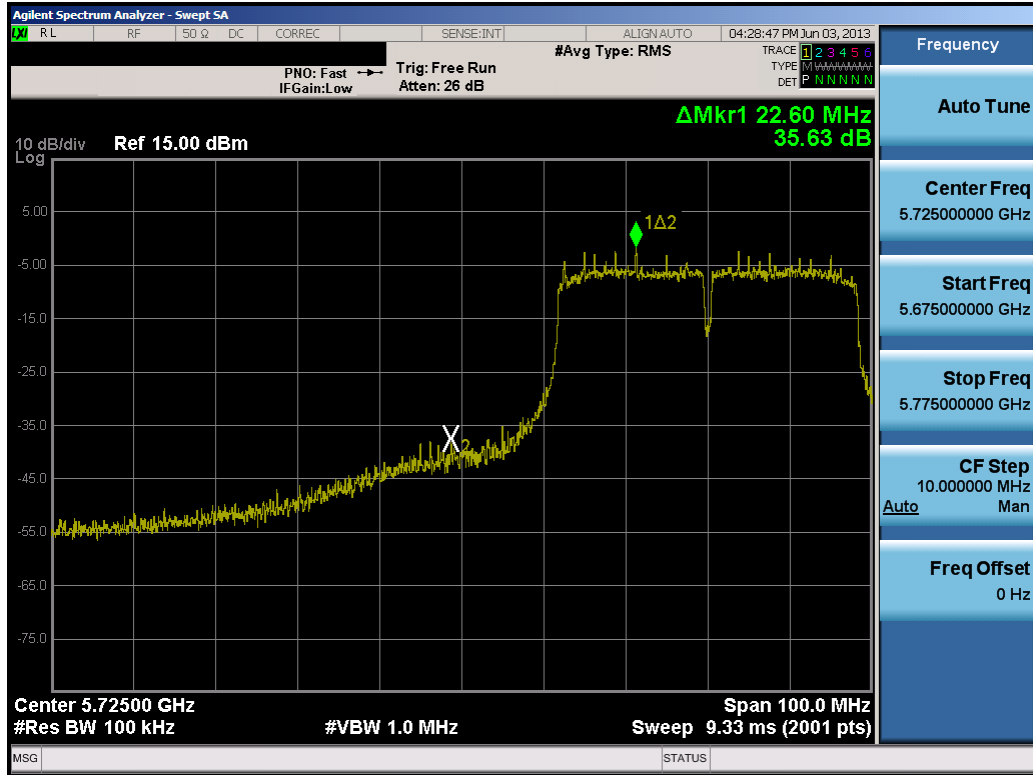 Agilent Spectrum Analyzer - Swept SA
LXI RL RF 50 Ω DC CORREC SENSE:INT ALIGN AUTO 04:28:47 PM Jun 03, 2013
PNO: Fast
IFGain:Low
Trig: Free Run
Atten: 26 dB
#Avg Type: RMS
TRACE 1 2 3 4 5 6
TYPE M
DET P N N N N N
ΔMkr1 22.60 MHz
35.63 dB
10 dB/div
Log
Ref 15.00 dBm
5.00
-5.00
-15.0
-25.0
-35.0
-45.0
-55.0
-65.0
-75.0
1Δ2
X2
Center 5.72500 GHz
#Res BW 100 kHz
#VBW 1.0 MHz
Span 100.0 MHz
Sweep 9.33 ms (2001 pts)
MSG
STATUS
Frequency
Auto Tune
Center Freq
5.725000000 GHz
Start Freq
5.675000000 GHz
Stop Freq
5.775000000 GHz
CF Step
10.000000 MHz
Auto Man
Freq Offset
0 Hz